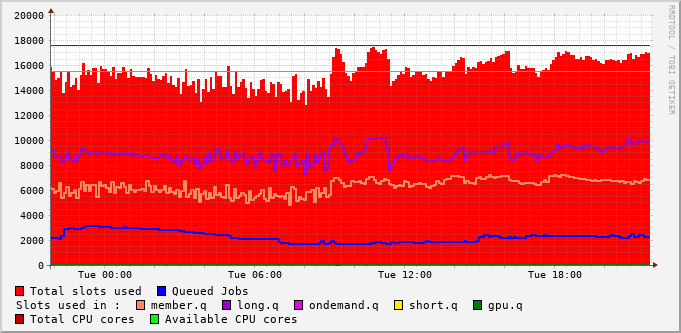 20000
18000
16000
14000
12000
10000
8000
6000
4000
2000
0
Tue 00:00 Tue 06:00 Tue 12:00 Tue 18:00
RRDTOOL / TOBI OETIKER
Total slots used Queued Jobs
Slots used in : member.q long.q ondemand.q short.q gpu.q
Total CPU cores Available CPU cores